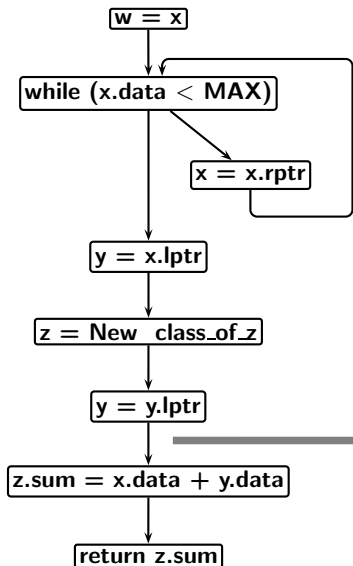 w = x
while (x.data < MAX)
x = x.rptr
y = x.lptr
z = New class_of_z
y = y.lptr
z.sum = x.data + y.data
return z.sum